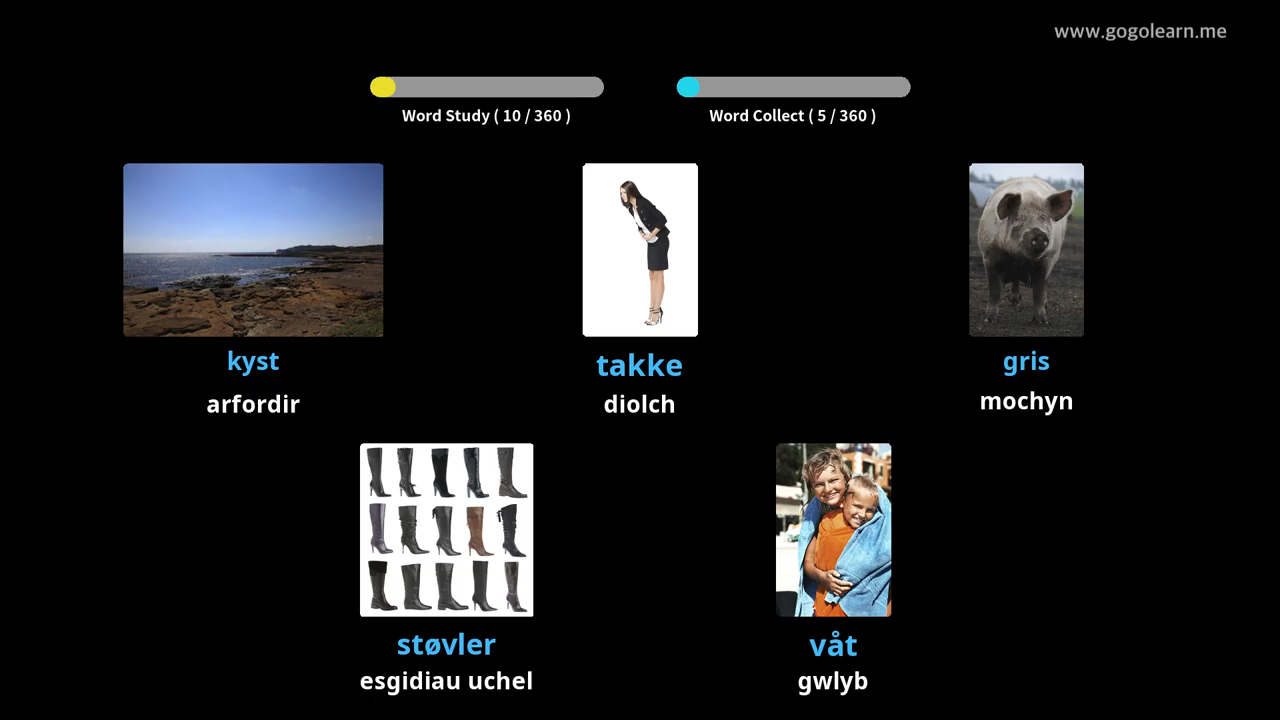 www.gogolearn.me
Word Study ( 10 / 360 )
Word Collect ( 5 / 360 )
kyst
takke
gris
arfordir
diolch
mochyn
støvler
våt
esgidiau uchel
gwlyb